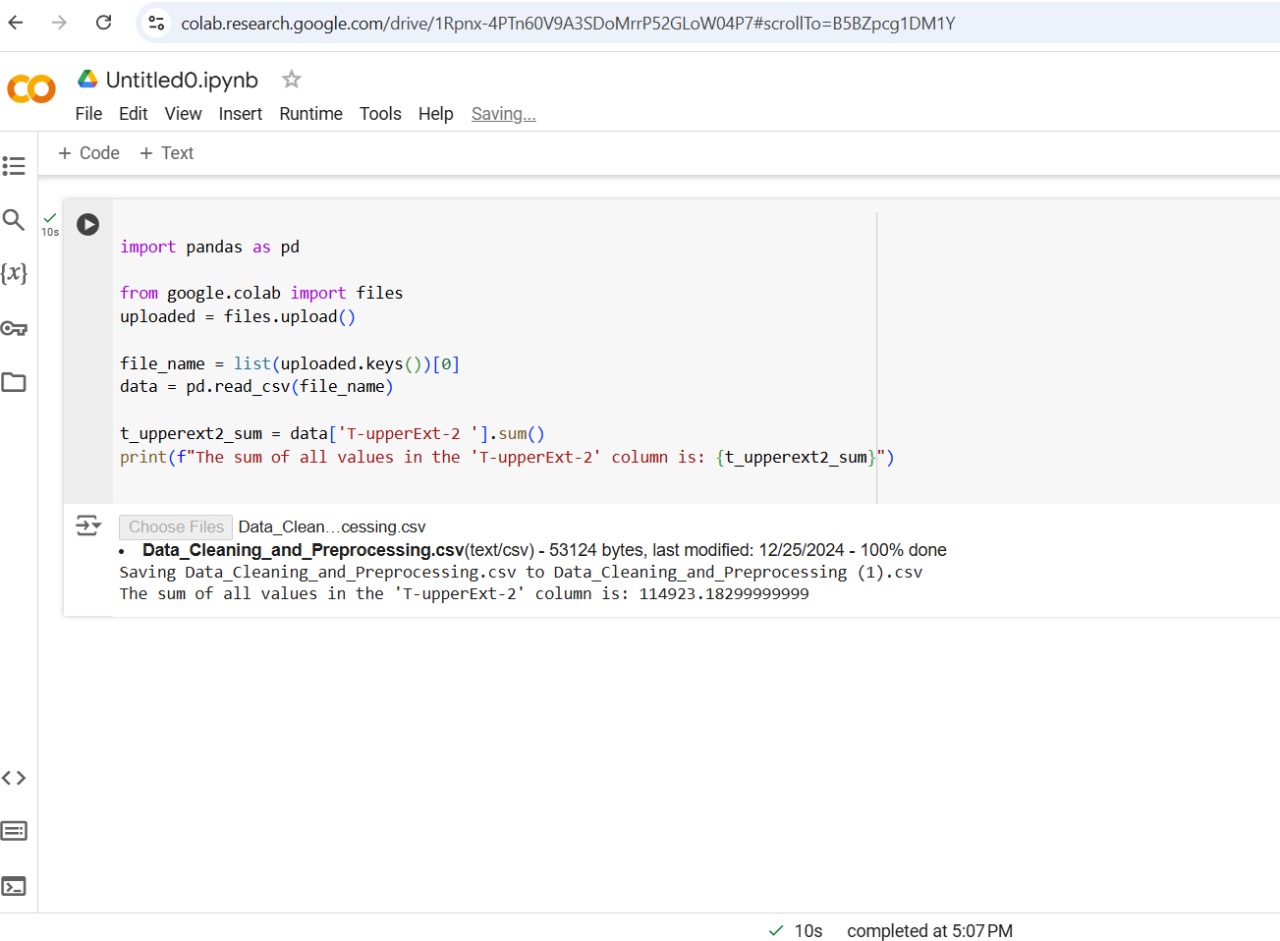 colab.research.google.com/drive/1Rpnx-4PTn60V9A3SDoMrrP52GLoW04P7#scrollTo=B5BZpcg1DM1Y
Untitled0.ipynb
File Edit View Insert Runtime Tools Help Saving...
+ Code + Text
10s
import pandas as pd
from google.colab import files
uploaded = files.upload()
file_name = list(uploaded.keys())[0]
data = pd.read_csv(file_name)
t_upperext2_sum = data['T-upperExt-2 '].sum()
print(f"The sum of all values in the 'T-upperExt-2' column is: {t_upperext2_sum}")
Choose Files Data_Clean…cessing.csv
• Data_Cleaning_and_Preprocessing.csv(text/csv) - 53124 bytes, last modified: 12/25/2024 - 100% done
Saving Data_Cleaning_and_Preprocessing.csv to Data_Cleaning_and_Preprocessing (1).csv
The sum of all values in the 'T-upperExt-2' column is: 114923.18299999999
10s completed at 5:07 PM